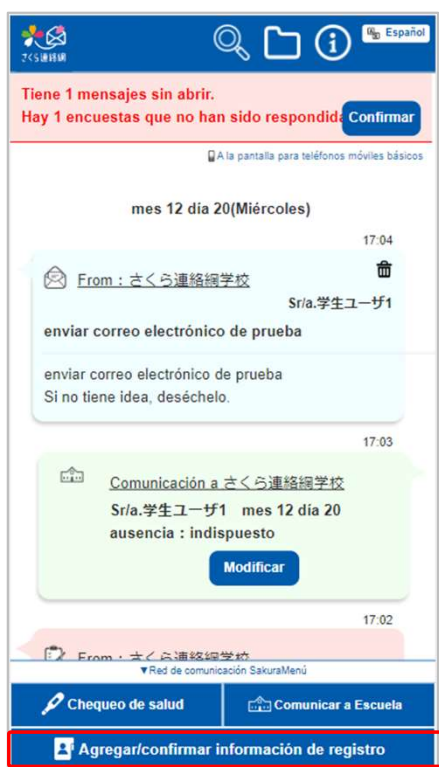 さくら連絡網
Español
Tiene 1 mensajes sin abrir.
Hay 1 encuestas que no han sido respondida
Confirmar
A la pantalla para teléfonos móviles básicos
mes 12 día 20(Miércoles)
17:04
From：さくら連絡網学校
Sr/a.学生ユーザ1
enviar correo electrónico de prueba
enviar correo electrónico de prueba
Si no tiene idea, deséchelo.
17:03
Comunicación a さくら連絡網学校
Sr/a.学生ユーザ1 mes 12 día 20
ausencia：indispuesto
Modificar
17:02
From：さくら連絡網学校
▼Red de comunicación SakuraMenú
Chequeo de salud
Comunicar a Escuela
Agregar/confirmar información de registro